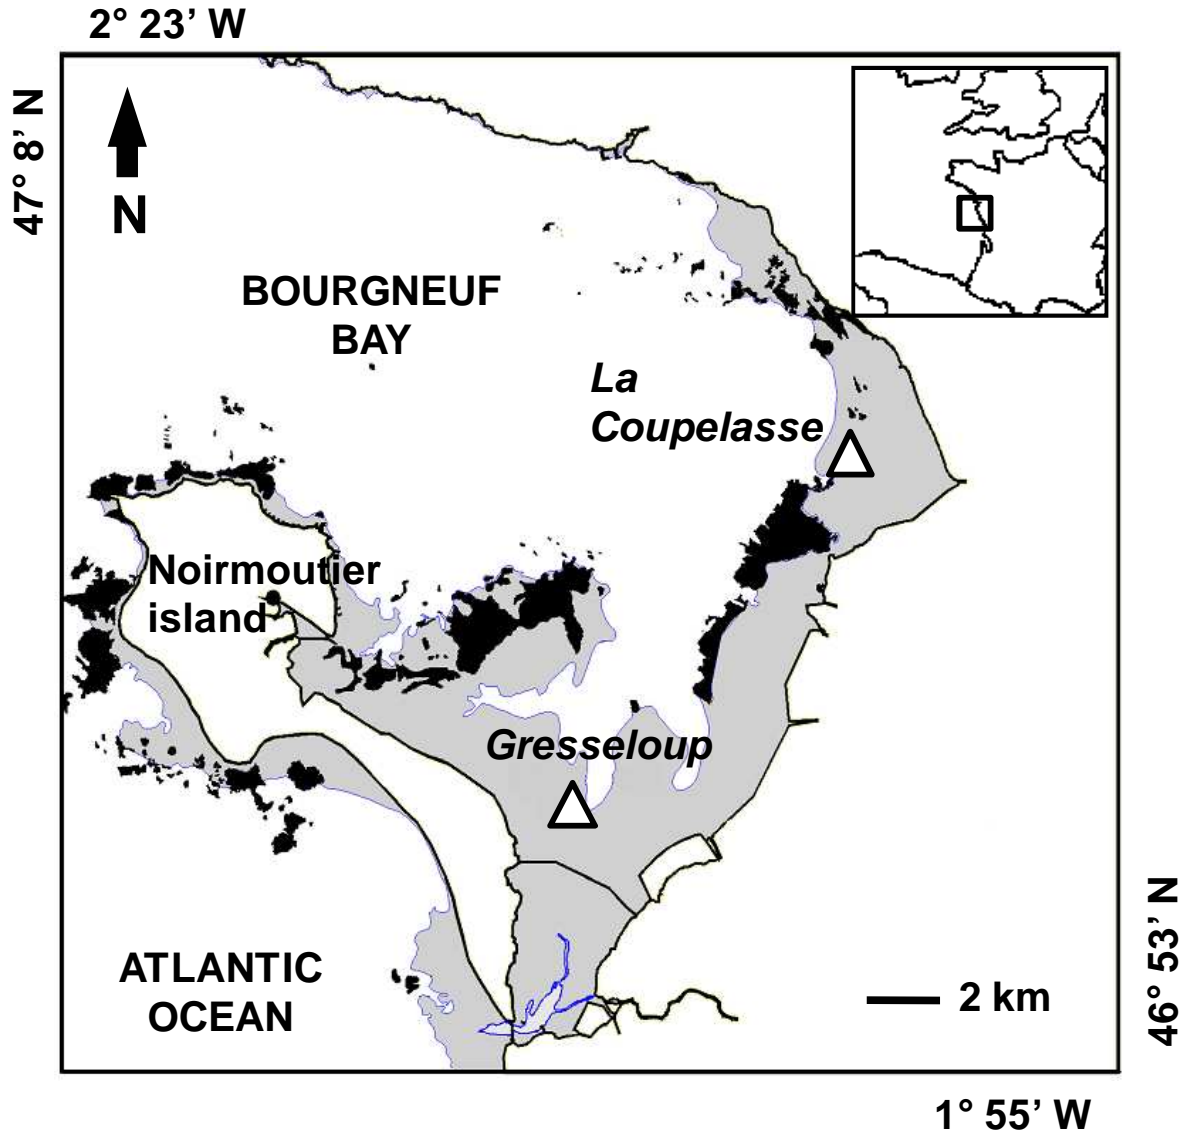 2° 23’ W
47° 8’ N
N
BOURGNEUF
BAY
La
Coupelasse
Noirmoutier
island
Gresseloup
ATLANTIC
OCEAN
2 km
46° 53’ N
1° 55’ W